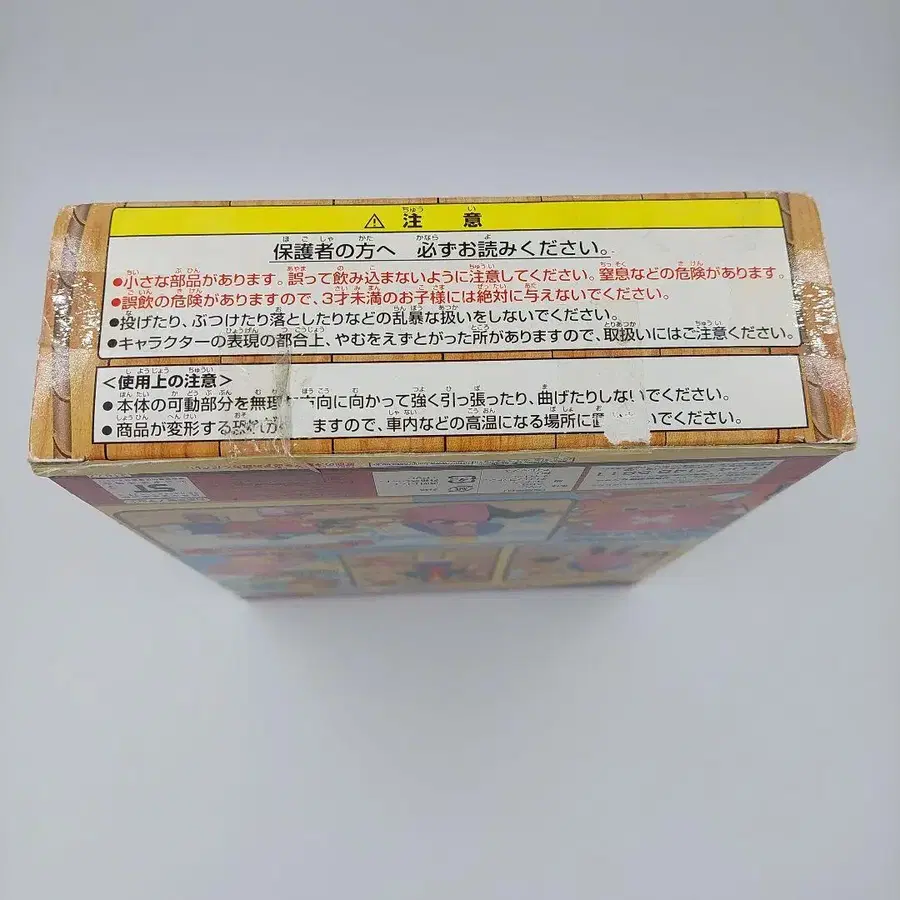 ⚠ 注意
保護者の方へ 必ずお読みください。
●小さな部品があります。誤って飲み込まないように注意してください。窒息などの危険があります。
●誤飲の危険がありますので、3才未満のお子様には絶対に与えないでください。
●投げたり、ぶつけたり落としたりなどの乱暴な扱いをしないでください。
●キャラクターの表現の都合上、やむをえずとがった所がありますので、取扱いにはご注意ください。
<使用上の注意>
●本体の可動部分を無理 方向に向かって強く引っ張ったり、曲げたりしないでください。
●商品が変形する恐れが ますので、車内などの高温になる場所に いでください。
ST